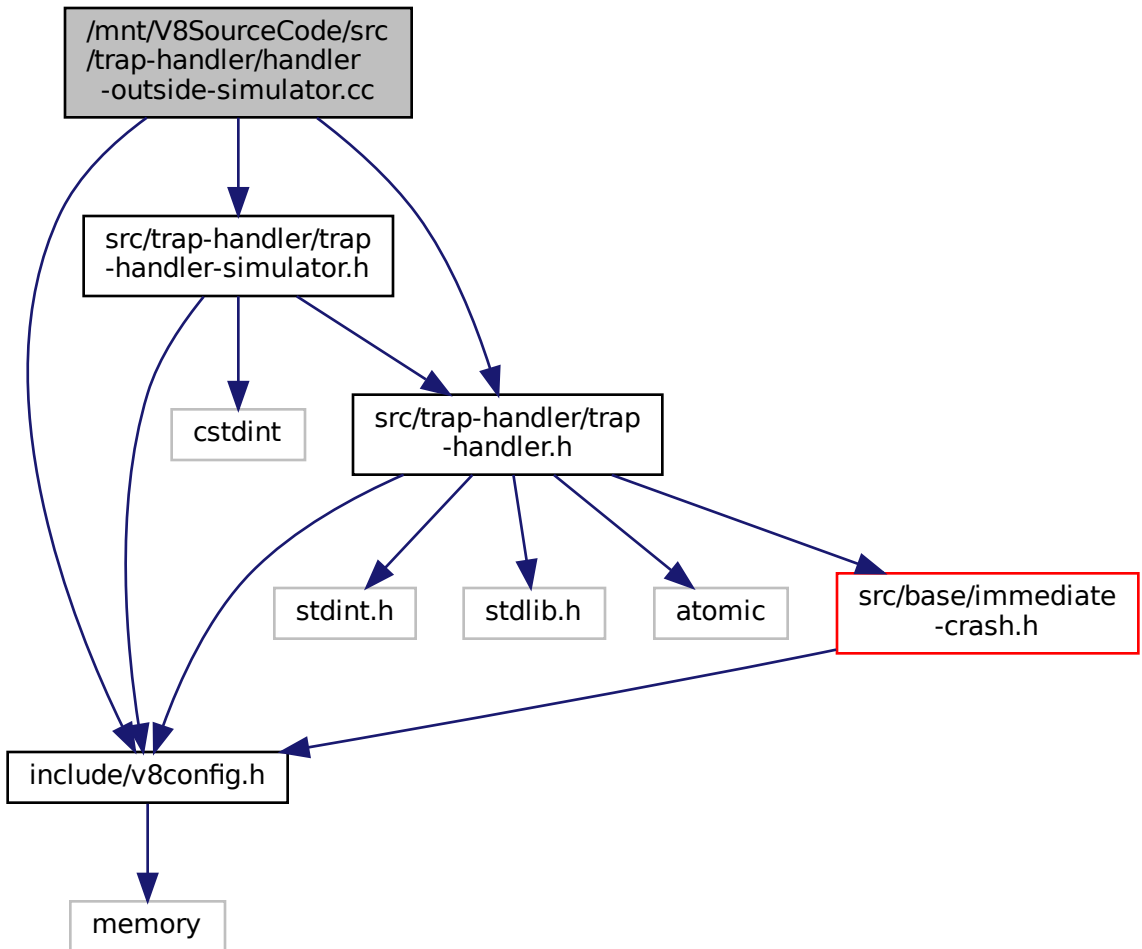 /mnt/V8SourceCode/src
/trap-handler/handler
-outside-simulator.cc
src/trap-handler/trap
-handler-simulator.h
cstdint
src/trap-handler/trap
-handler.h
stdint.h
stdlib.h
atomic
src/base/immediate
-crash.h
include/v8config.h
memory